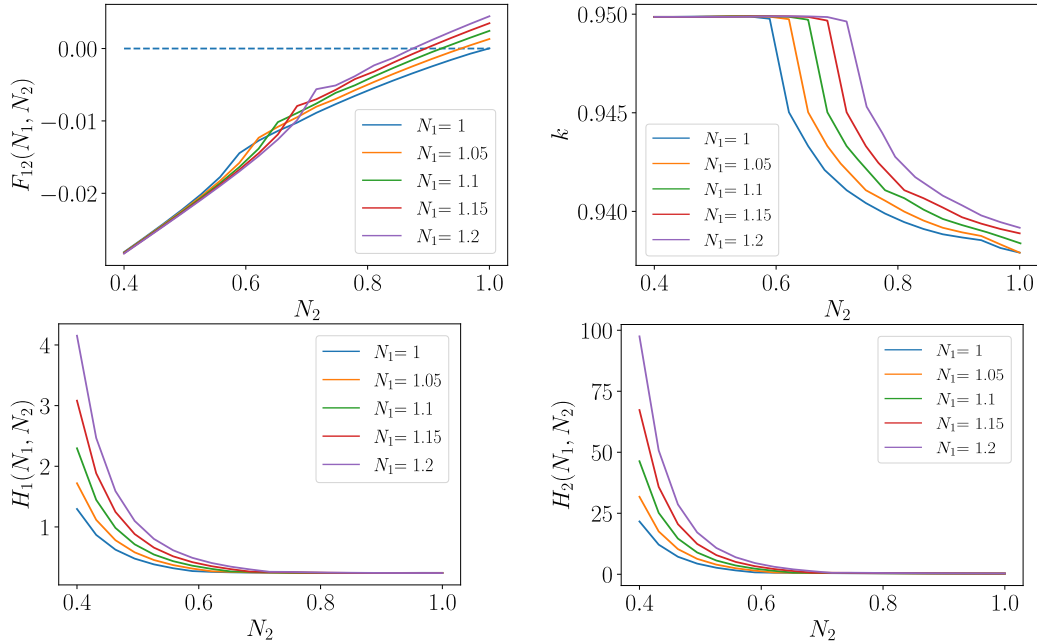 0.00
−0.01
−0.02
F₁₂(N₁, N₂)
N₁= 1
N₁= 1.05
N₁= 1.1
N₁= 1.15
N₁= 1.2
0.4 0.6 0.8 1.0
N₂
0.950
0.945
0.940
k
N₁= 1
N₁= 1.05
N₁= 1.1
N₁= 1.15
N₁= 1.2
0.4 0.6 0.8 1.0
N₂
4
3
2
1
H₁(N₁, N₂)
N₁= 1
N₁= 1.05
N₁= 1.1
N₁= 1.15
N₁= 1.2
0.4 0.6 0.8 1.0
N₂
100
75
50
25
0
H₂(N₁, N₂)
N₁= 1
N₁= 1.05
N₁= 1.1
N₁= 1.15
N₁= 1.2
0.4 0.6 0.8 1.0
N₂